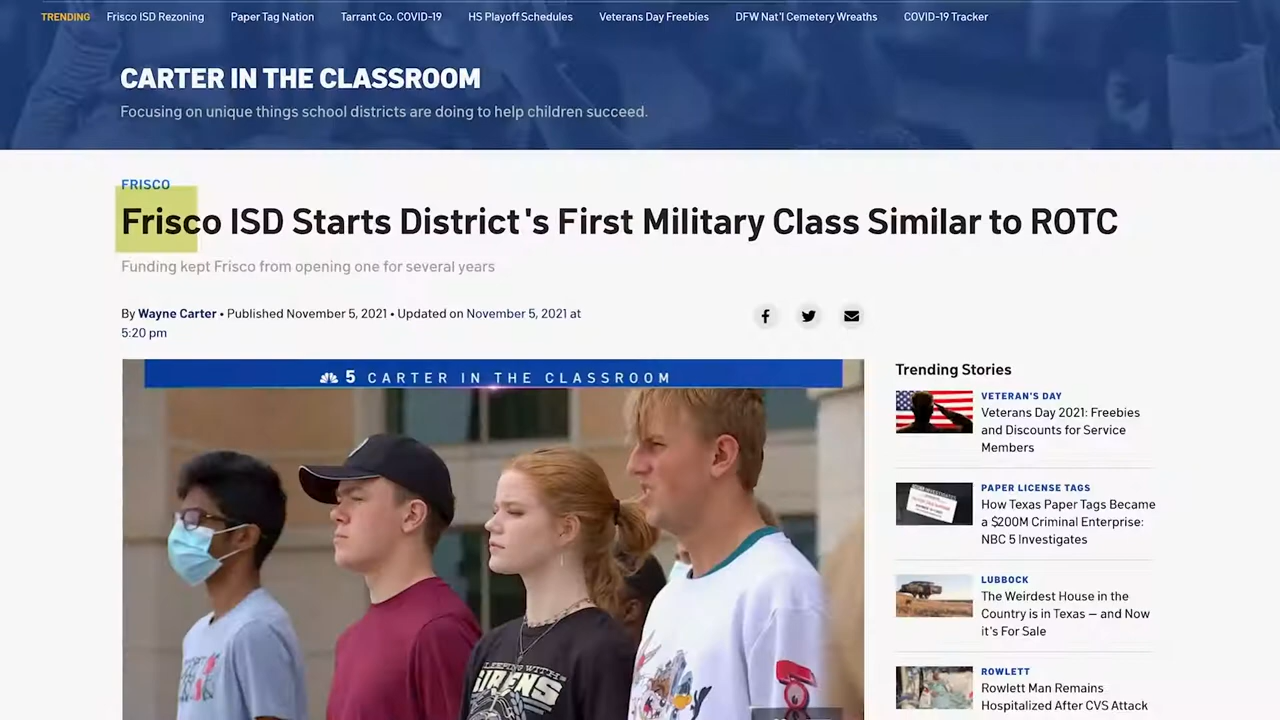 TRENDING Frisco ISD Rezoning Paper Tag Nation Tarrant Co. COVID-19 HS Playoff Schedules Veterans Day Freebies DFW Nat'l Cemetery Wreaths COVID-19 Tracker
CARTER IN THE CLASSROOM
Focusing on unique things school districts are doing to help children succeed.
FRISCO
Frisco ISD Starts District's First Military Class Similar to ROTC
Funding kept Frisco from opening one for several years
By Wayne Carter • Published November 5, 2021 • Updated on November 5, 2021 at
5:20 pm
5 CARTER IN THE CLASSROOM
SLEEPING WITH
SIRENS
Trending Stories
VETERAN'S DAY
Veterans Day 2021: Freebies
and Discounts for Service
Members
PAPER LICENSE TAGS
How Texas Paper Tags Became
a $200M Criminal Enterprise:
NBC 5 Investigates
LUBBOCK
The Weirdest House in the
Country is in Texas – and Now
it's For Sale
ROWLETT
Rowlett Man Remains
Hospitalized After CVS Attack